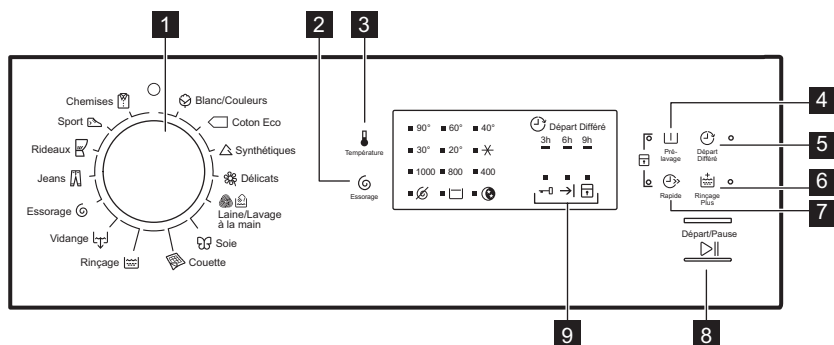 1
2
3
4
5
6
7
8
9
Chemises
Sport
Rideaux
Jeans
Essorage
Vidange
Rinçage
Blanc/Couleurs
Coton Eco
Synthétiques
Délicats
Laine/Lavage
à la main
Soie
Couette
Température
Essorage
90° 60° 40°
30° 20°
1000 800 400
Départ Différé
3h 6h 9h
Pré-
lavage
Départ
Différé
Rapide
Rinçage
Plus
Départ/Pause